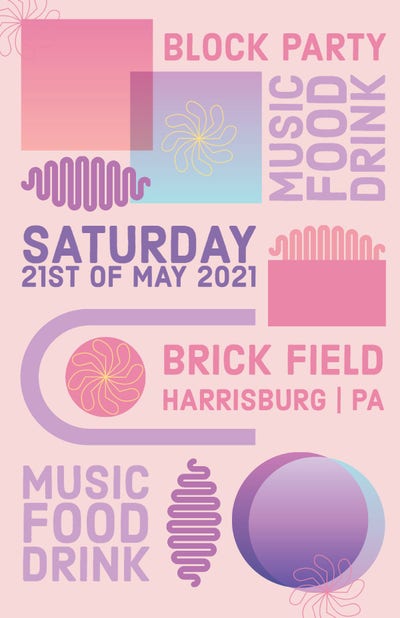 BLOCK PARTY
MUSIC
FOOD
DRINK
SATURDAY
21ST OF MAY 2021
BRICK FIELD
HARRISBURG | PA
MUSIC
FOOD
DRINK